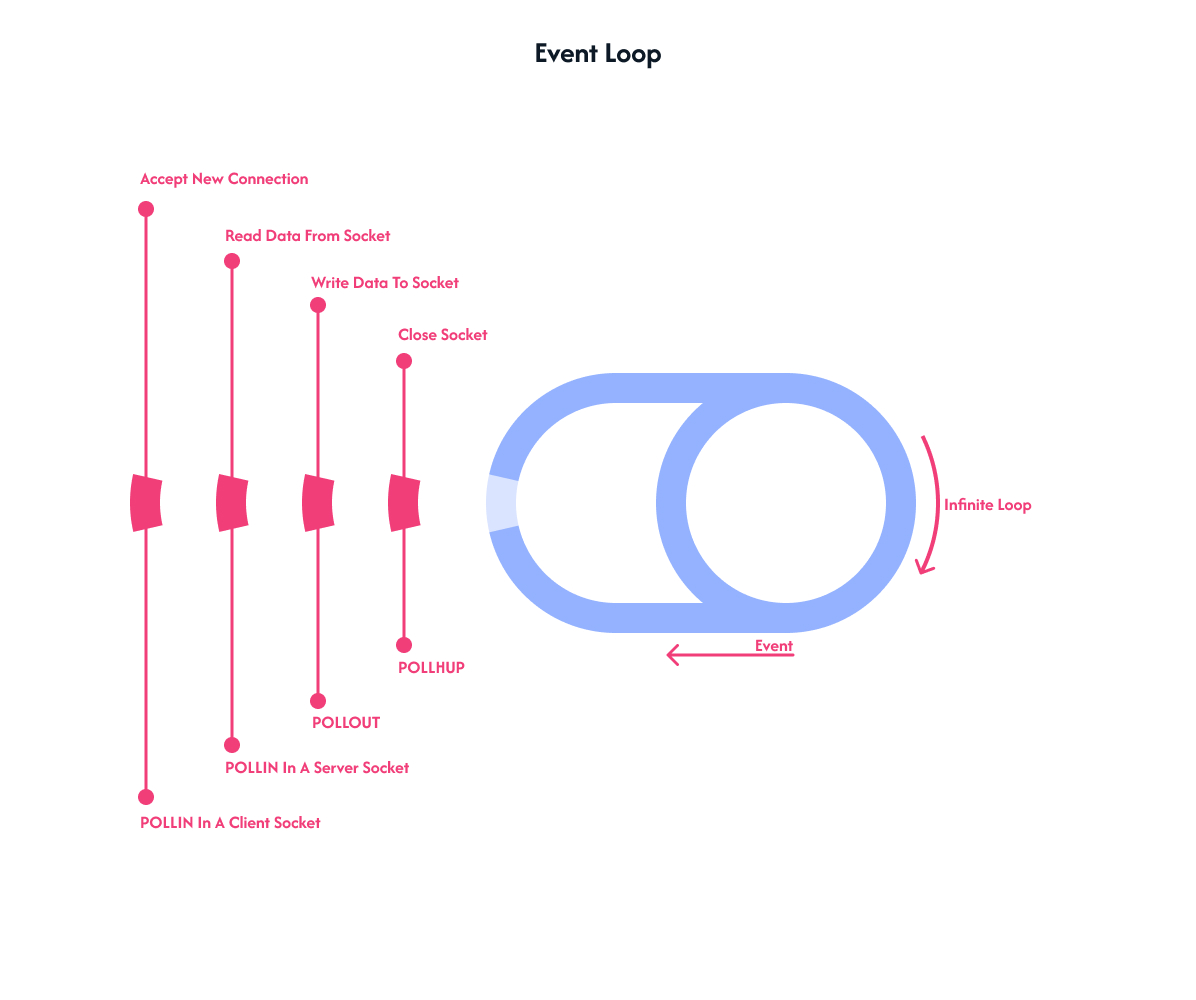 Event Loop
Accept New Connection
Read Data From Socket
Write Data To Socket
Close Socket
Infinite Loop
Event
POLLHUP
POLLOUT
POLLIN In A Server Socket
POLLIN In A Client Socket